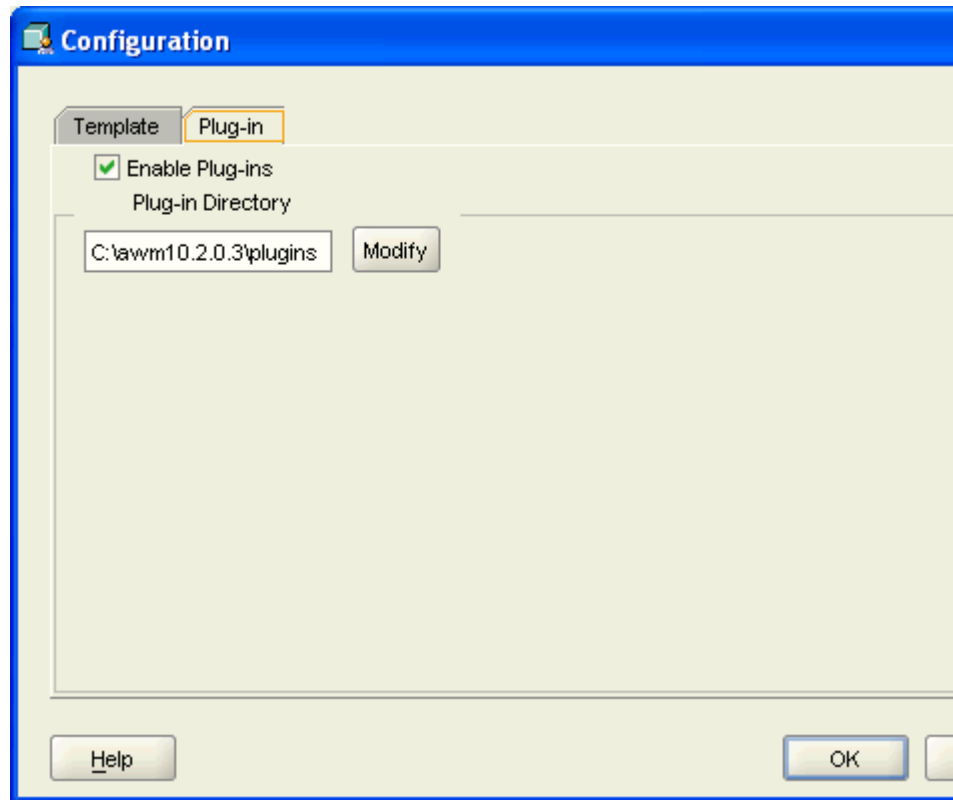 Configuration
Template Plug-in
Enable Plug-ins
Plug-in Directory
C:\awm10.2.0.3\plugins Modify
Help OK